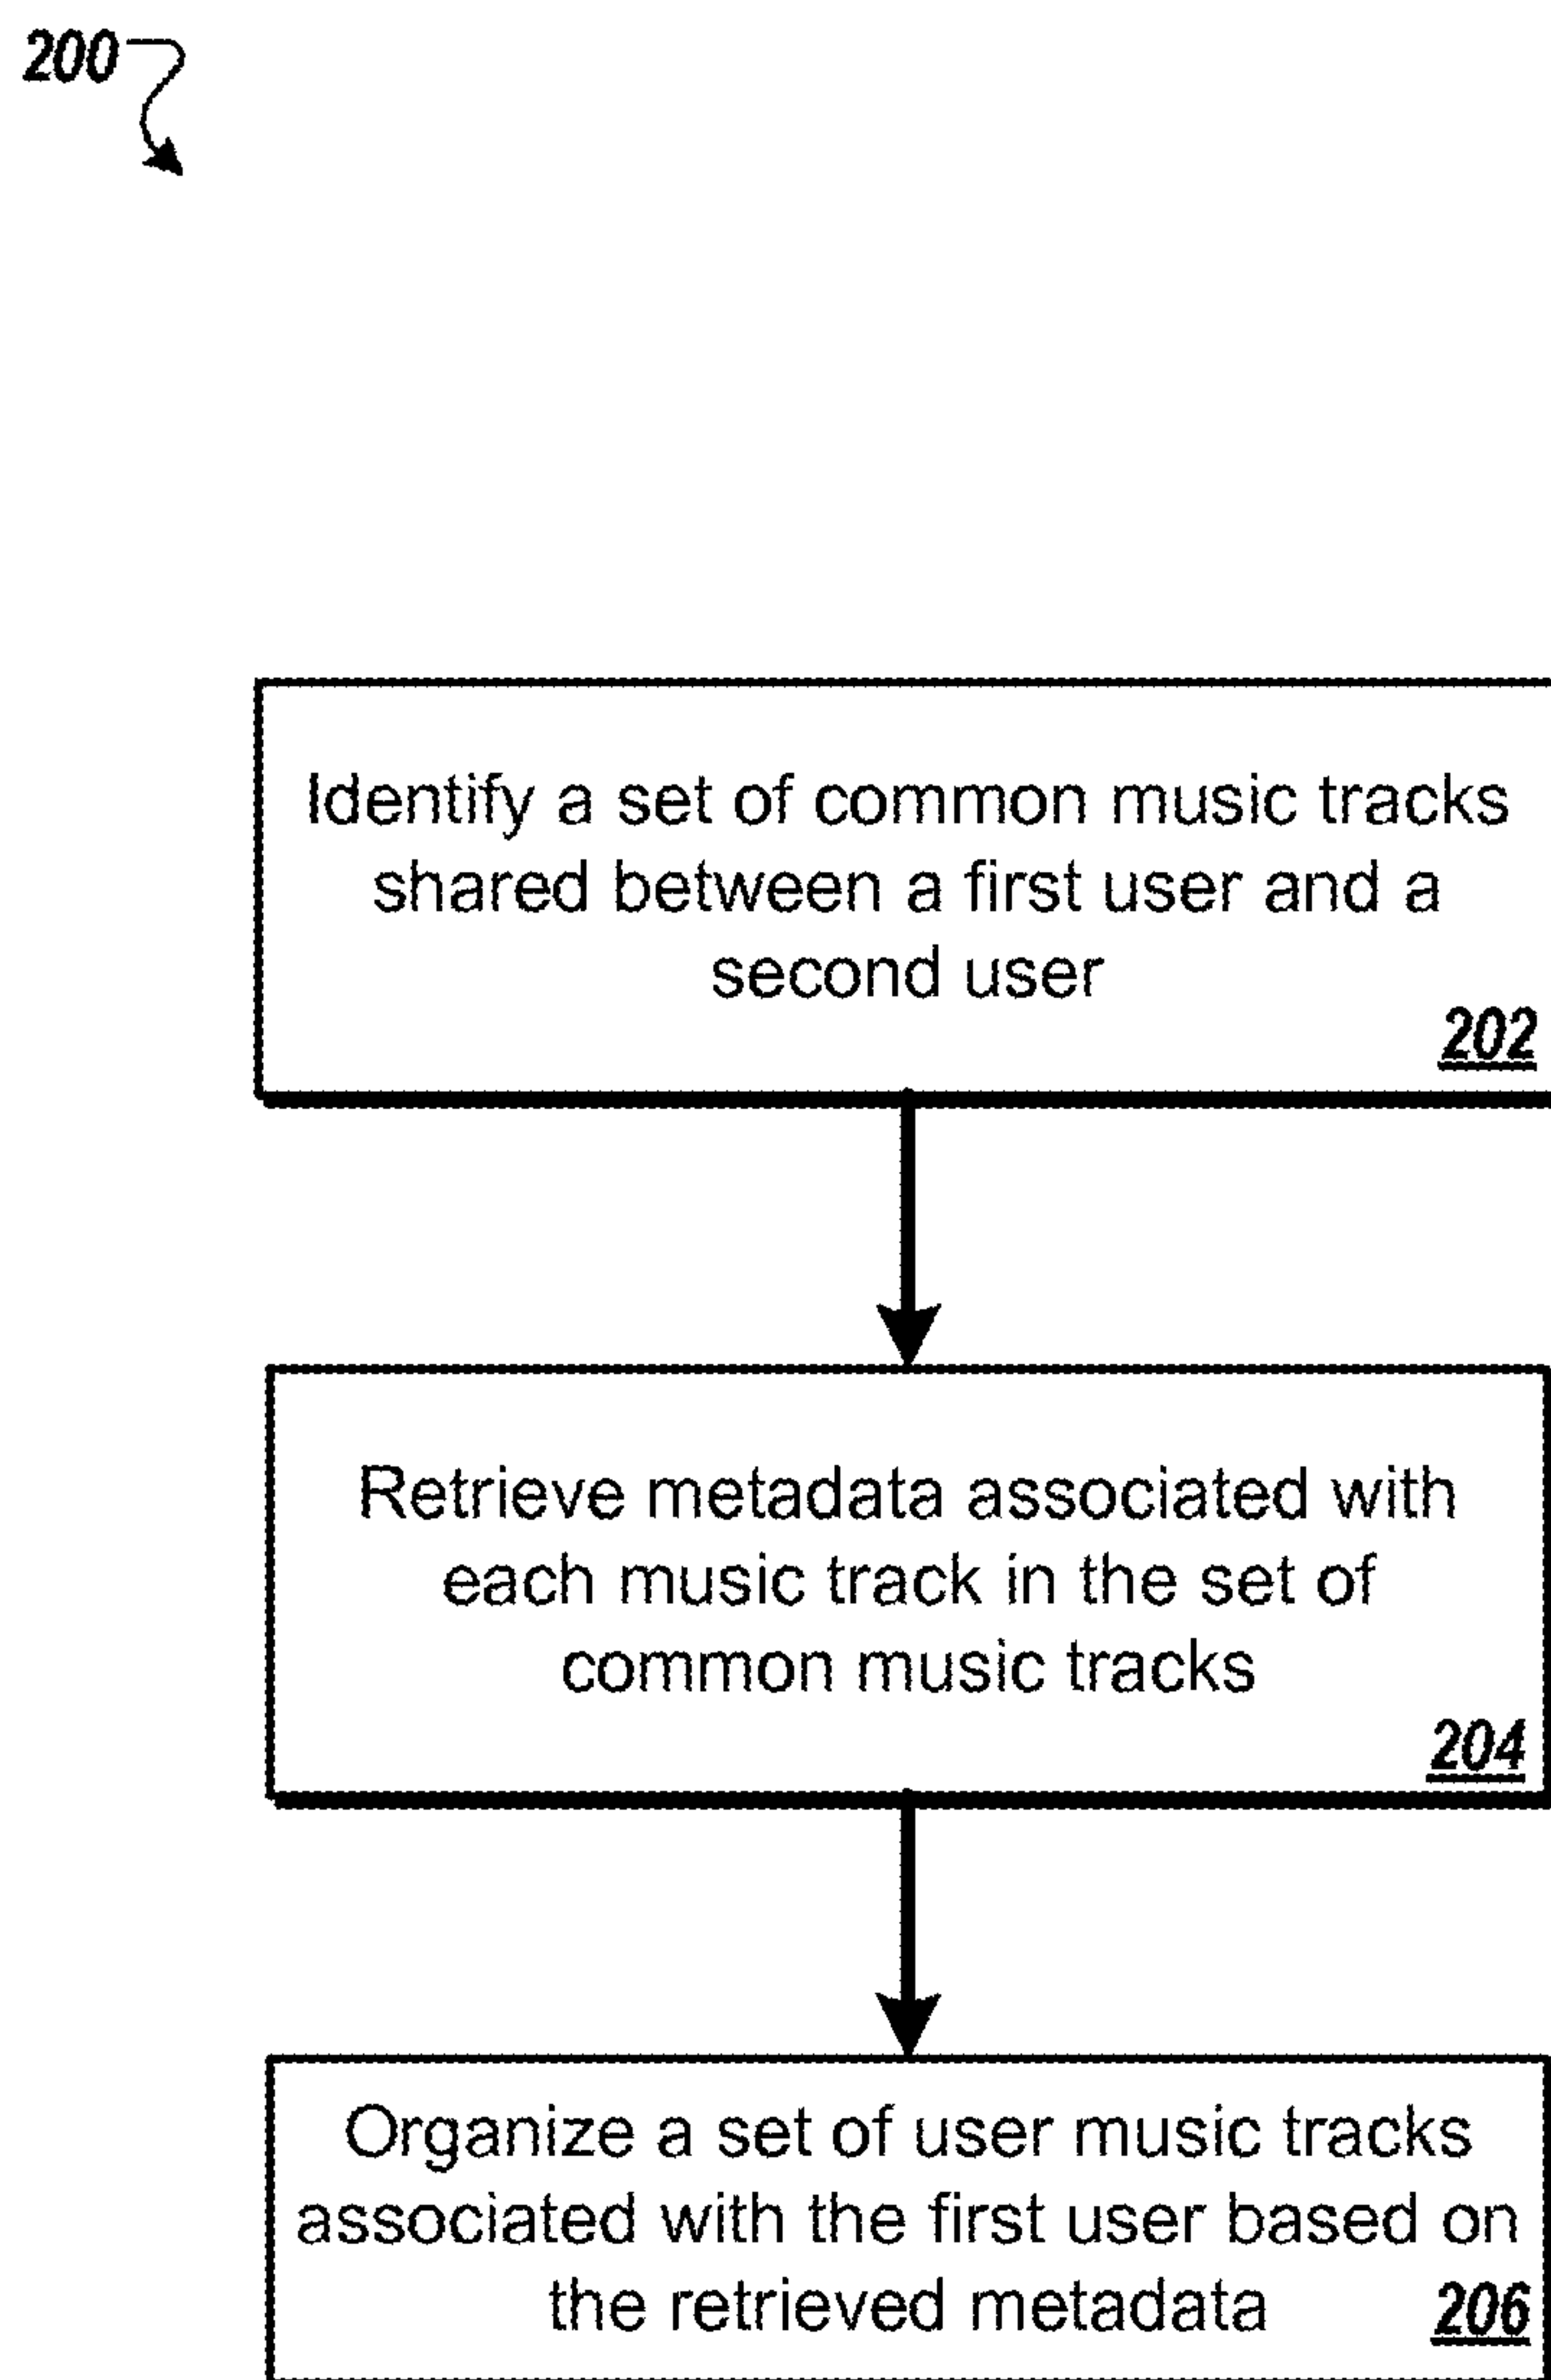 200
Identify a set of common music tracks
shared between a first user and a
second user
202
Retrieve metadata associated with
each music track in the set of
common music tracks
204
Organize a set of user music tracks
associated with the first user based on
the retrieved metadata
206